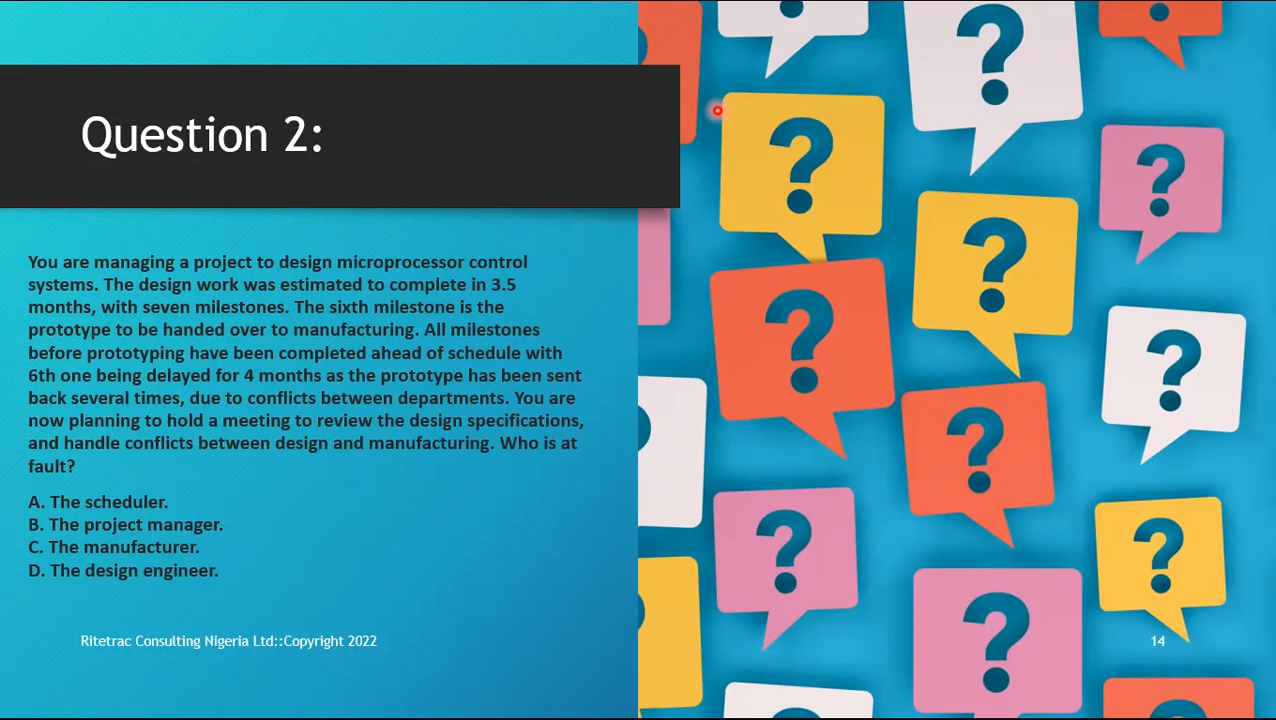 Question 2:
You are managing a project to design microprocessor control
systems. The design work was estimated to complete in 3.5
months, with seven milestones. The sixth milestone is the
prototype to be handed over to manufacturing. All milestones
before prototyping have been completed ahead of schedule with
6th one being delayed for 4 months as the prototype has been sent
back several times, due to conflicts between departments. You are
now planning to hold a meeting to review the design specifications,
and handle conflicts between design and manufacturing. Who is at
fault?
A. The scheduler.
B. The project manager.
C. The manufacturer.
D. The design engineer.
Ritetrac Consulting Nigeria Ltd::Copyright 2022
14
?
?
?
?
?
?
?
?
?
?
?